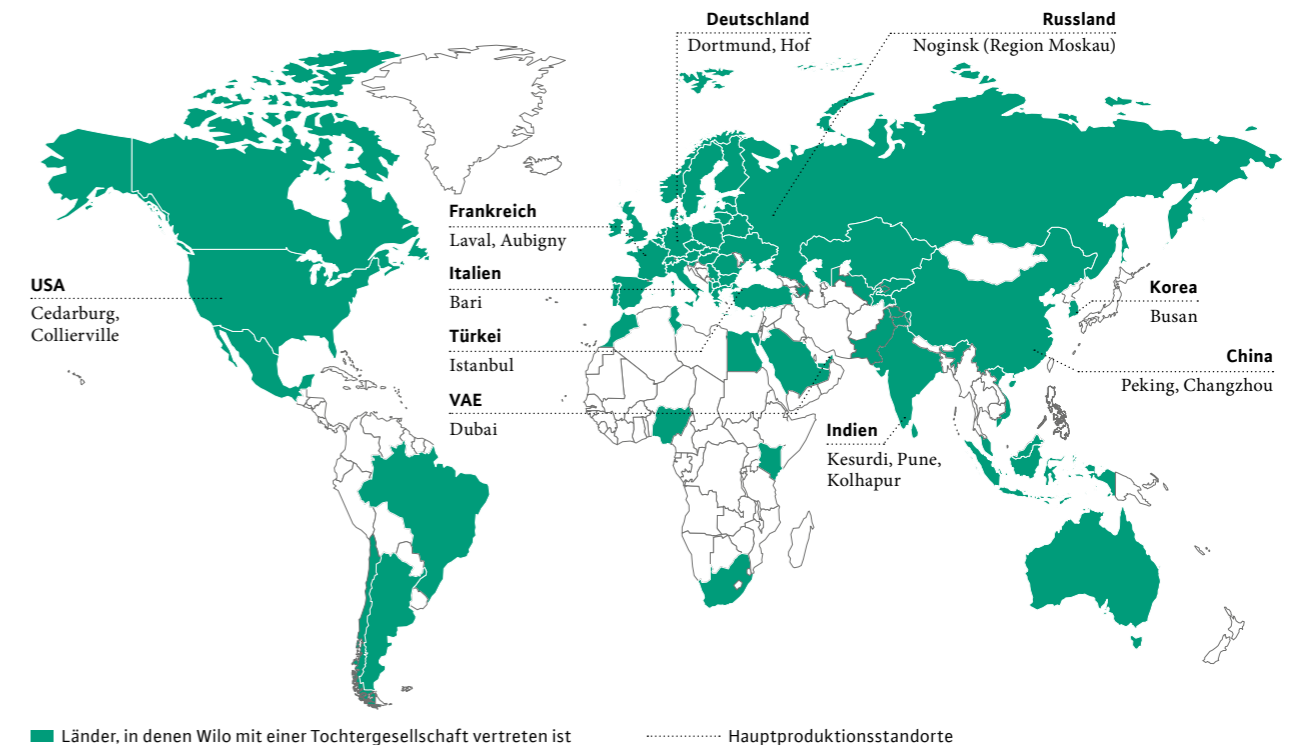 Deutschland
Dortmund, Hof
Russland
Noginsk (Region Moskau)
Frankreich
Laval, Aubigny
Italien
Bari
USA
Cedarburg,
Collierville
Türkei
Istanbul
VAE
Dubai
Korea
Busan
China
Peking, Changzhou
Indien
Kesurdi, Pune,
Kolhapur
Länder, in denen Wilo mit einer Tochtergesellschaft vertreten ist
Hauptproduktionsstandorte